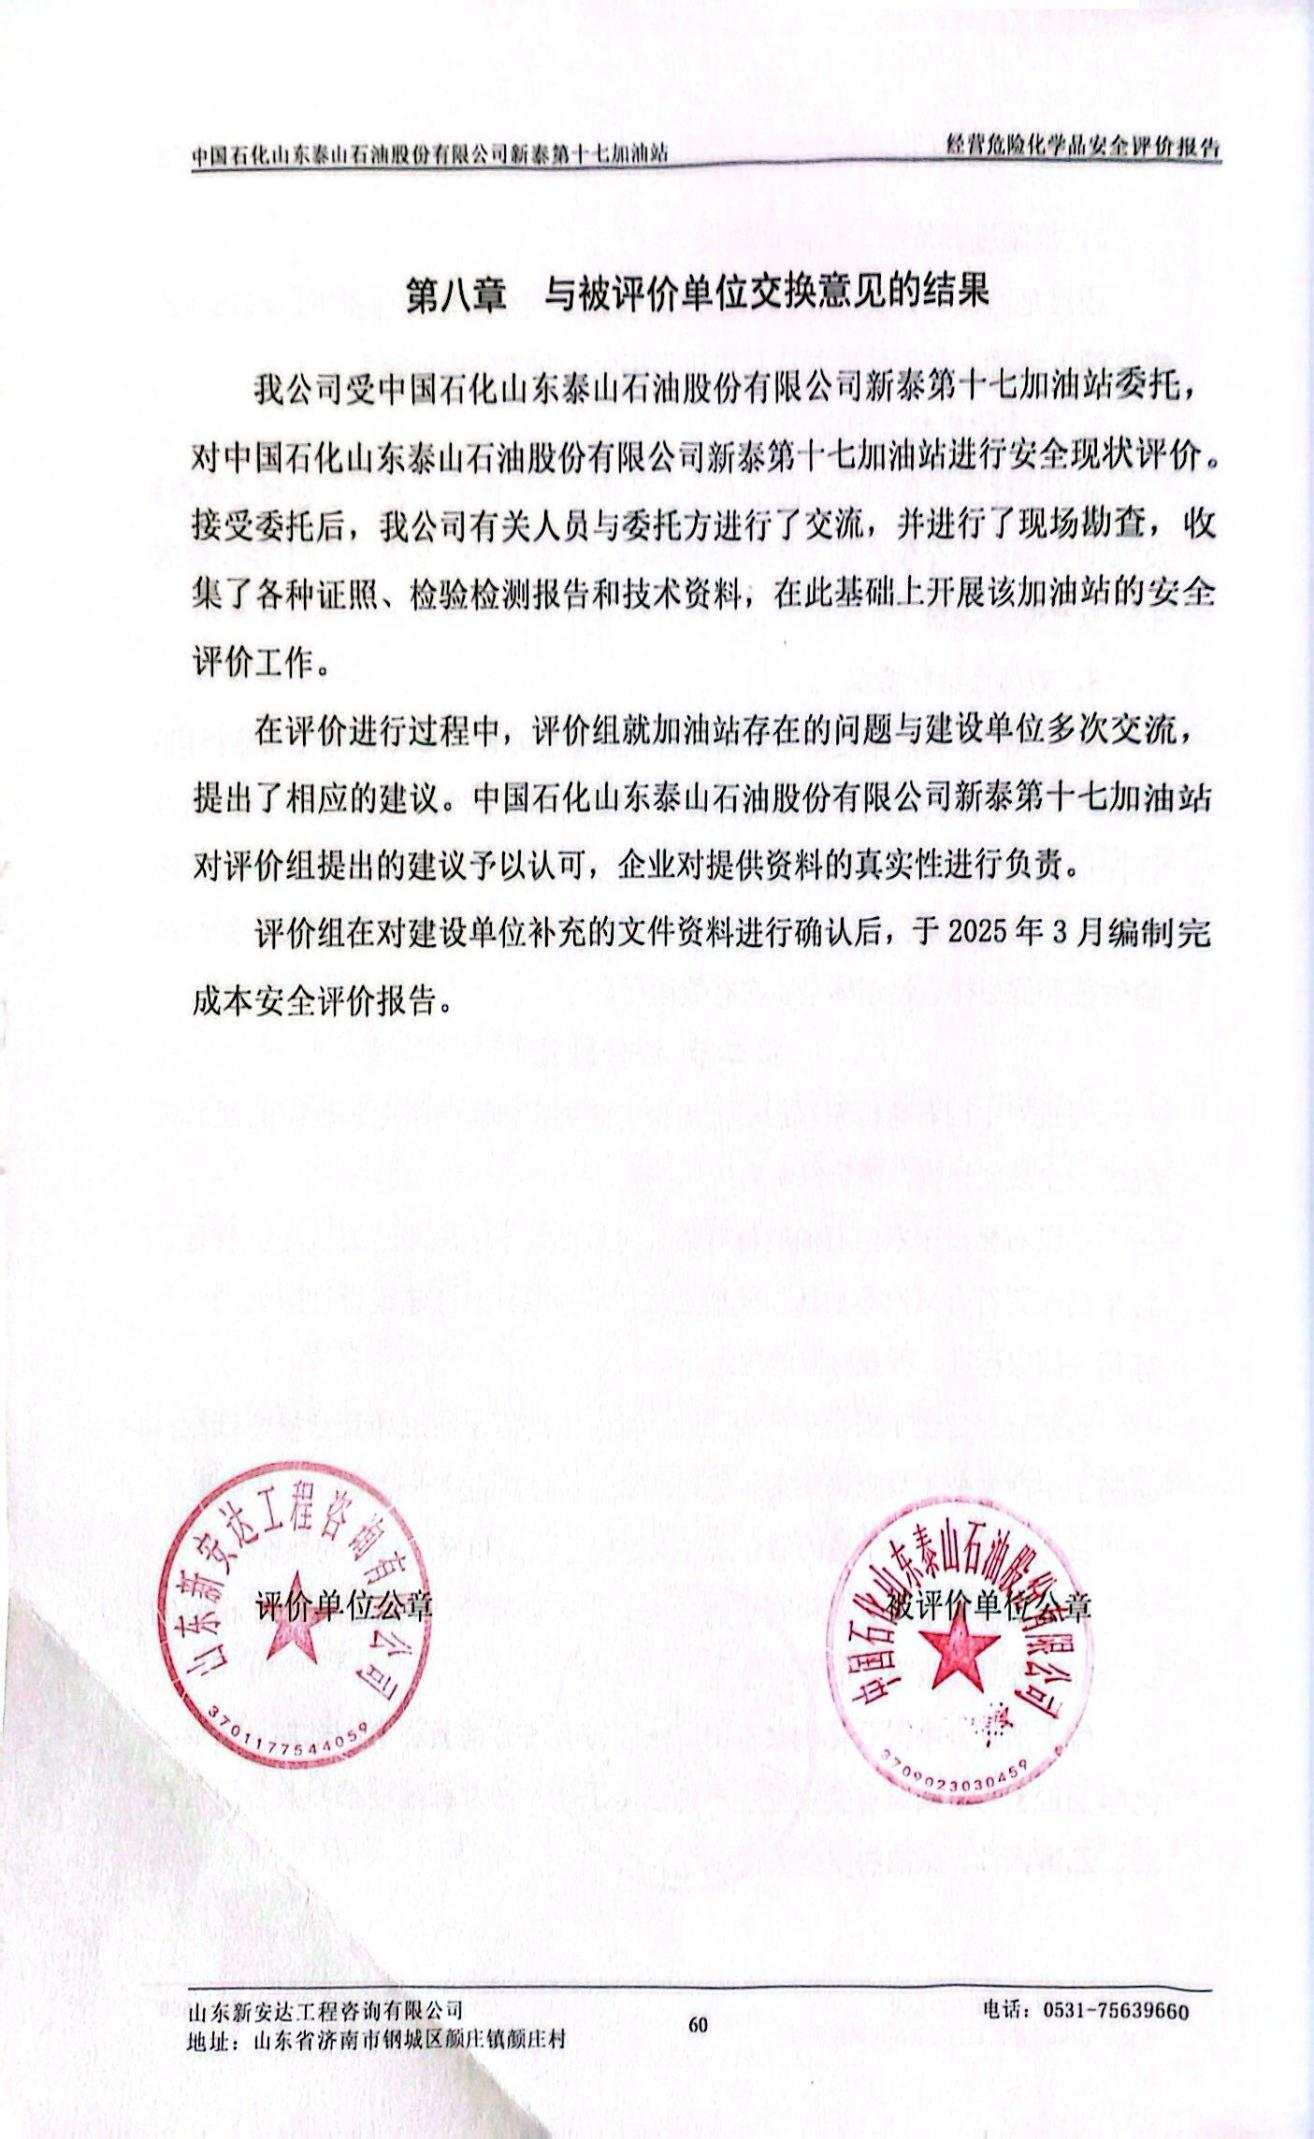 中国石化山东泰山石油股份有限公司新泰第十七加油站
经营危险化学品安全评价报告
第八章 与被评价单位交换意见的结果
我公司受中国石化山东泰山石油股份有限公司新泰第十七加油站委托，
对中国石化山东泰山石油股份有限公司新泰第十七加油站进行安全现状评价。
接受委托后，我公司有关人员与委托方进行了交流，并进行了现场勘查，收
集了各种证照、检验检测报告和技术资料，在此基础上开展该加油站的安全
评价工作。
在评价进行过程中，评价组就加油站存在的问题与建设单位多次交流，
提出了相应的建议。中国石化山东泰山石油股份有限公司新泰第十七加油站
对评价组提出的建议予以认可，企业对提供资料的真实性进行负责。
评价组在对建设单位补充的文件资料进行确认后，于 2025 年 3 月编制完
成本安全评价报告。
山东新安达工程咨询有限公司
评价单位公章
3701177544059
中国石化山东泰山石油股份有限公司
被评价单位公章
3709023030459
山东新安达工程咨询有限公司
地址：山东省济南市钢城区颜庄镇颜庄村
60
电话：0531-75639660